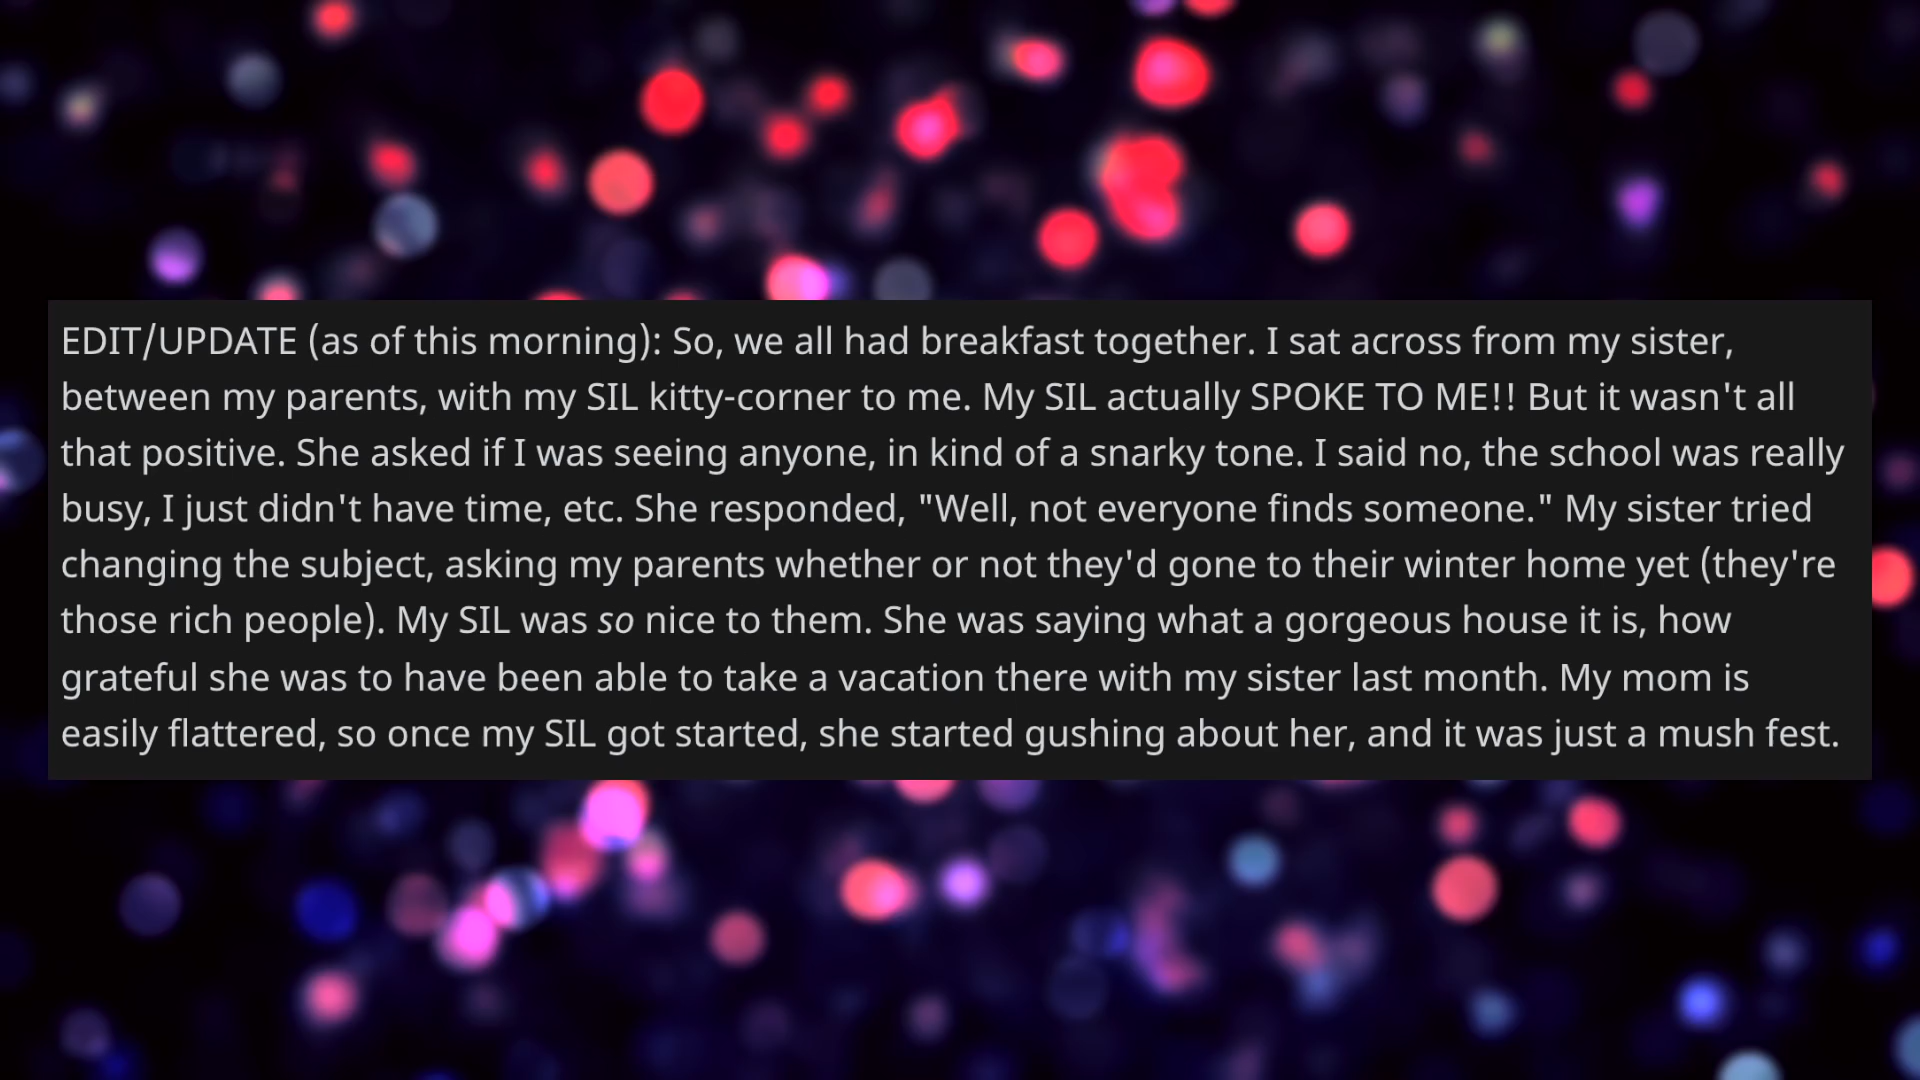 EDIT/UPDATE (as of this morning): So, we all had breakfast together. I sat across from my sister,
between my parents, with my SIL kitty-corner to me. My SIL actually SPOKE TO ME!! But it wasn't all
that positive. She asked if I was seeing anyone, in kind of a snarky tone. I said no, the school was really
busy, I just didn't have time, etc. She responded, "Well, not everyone finds someone." My sister tried
changing the subject, asking my parents whether or not they'd gone to their winter home yet (they're
those rich people). My SIL was so nice to them. She was saying what a gorgeous house it is, how
grateful she was to have been able to take a vacation there with my sister last month. My mom is
easily flattered, so once my SIL got started, she started gushing about her, and it was just a mush fest.